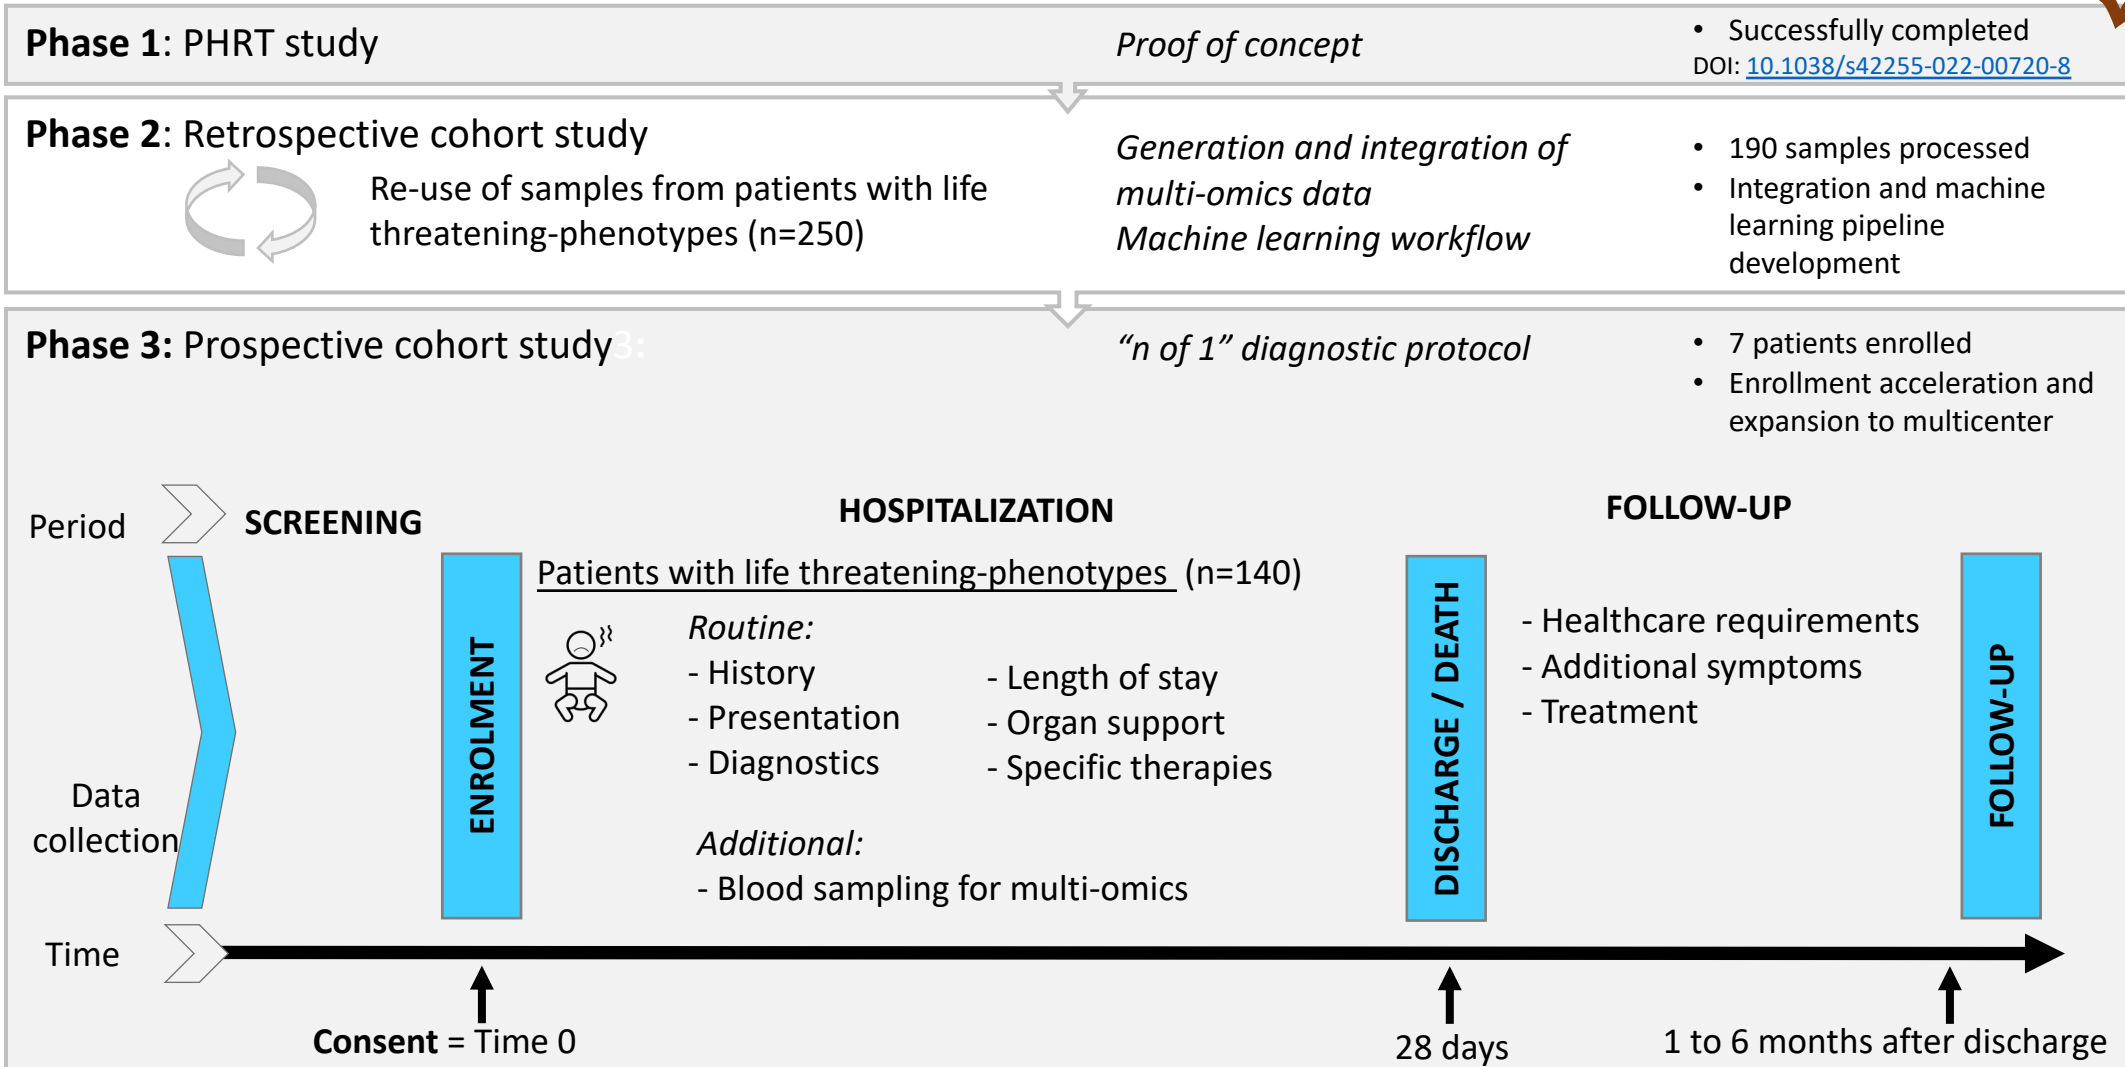 Phase 1: PHRT study
Proof of concept
• Successfully completed
DOI: 10.1038/s42255-022-00720-8
Phase 2: Retrospective cohort study
Re-use of samples from patients with life
threatening-phenotypes (n=250)
Generation and integration of
multi-omics data
Machine learning workflow
• 190 samples processed
• Integration and machine
learning pipeline
development
Phase 3: Prospective cohort study3:
“n of 1” diagnostic protocol
• 7 patients enrolled
• Enrollment acceleration and
expansion to multicenter
Period
SCREENING
HOSPITALIZATION
FOLLOW-UP
Data
collection
ENROLMENT
Patients with life threatening-phenotypes (n=140)
Routine:
- History
- Presentation
- Diagnostics
- Length of stay
- Organ support
- Specific therapies
Additional:
- Blood sampling for multi-omics
DISCHARGE / DEATH
- Healthcare requirements
- Additional symptoms
- Treatment
FOLLOW-UP
Time
Consent = Time 0
28 days
1 to 6 months after discharge